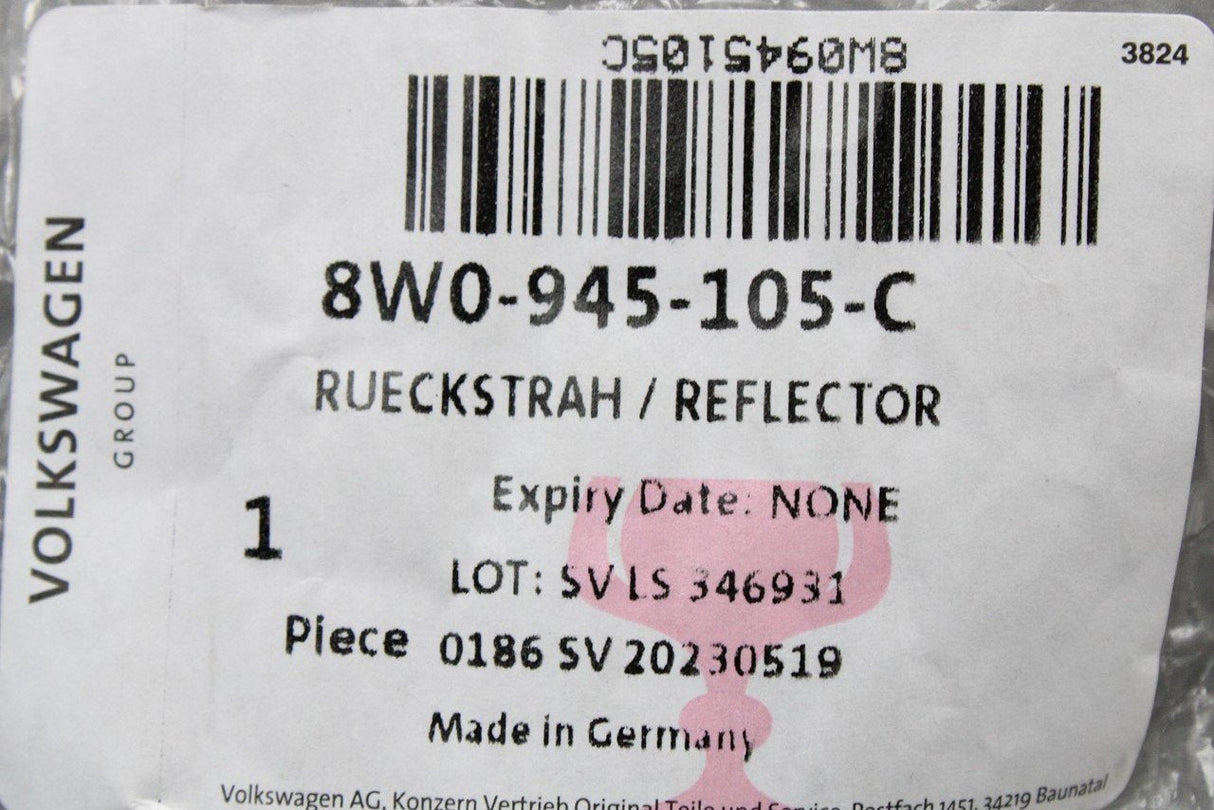 8W0945105C
3824
8W0-945-105-C
RUECKSTRAH / REFLECTOR
VOLKSWAGEN
GROUP
1
Piece
Expiry Date: NONE
LOT: SV LS 346931
0186 SV 20230519
Made in Germany
Volkswagen AG, Konzern Vertrieb Original Teile und Service, Postfach 1451, 34219 Baunatal